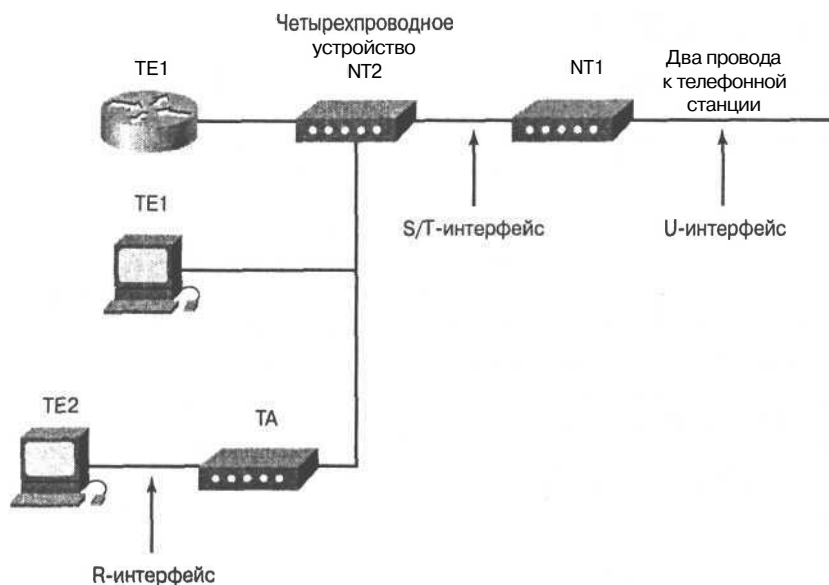 Четырехпроводное
устройство
NT2
TE1
NT1
Два провода
к телефонной
станции
TE1
S/T-интерфейс
U-интерфейс
TE2
TA
R-интерфейс